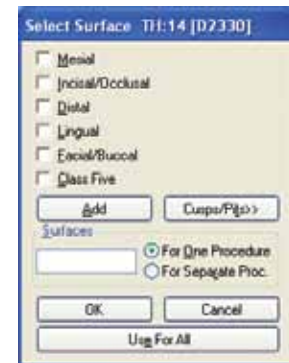 Select Surface TH:14 [D2330]
Mesial
Incisal/Occlusal
Distal
Lingual
Facial/Buccal
Class Five
Add Cusps/Pits>>
Surfaces
For One Procedure
For Separate Proc.
OK Cancel
Use For All